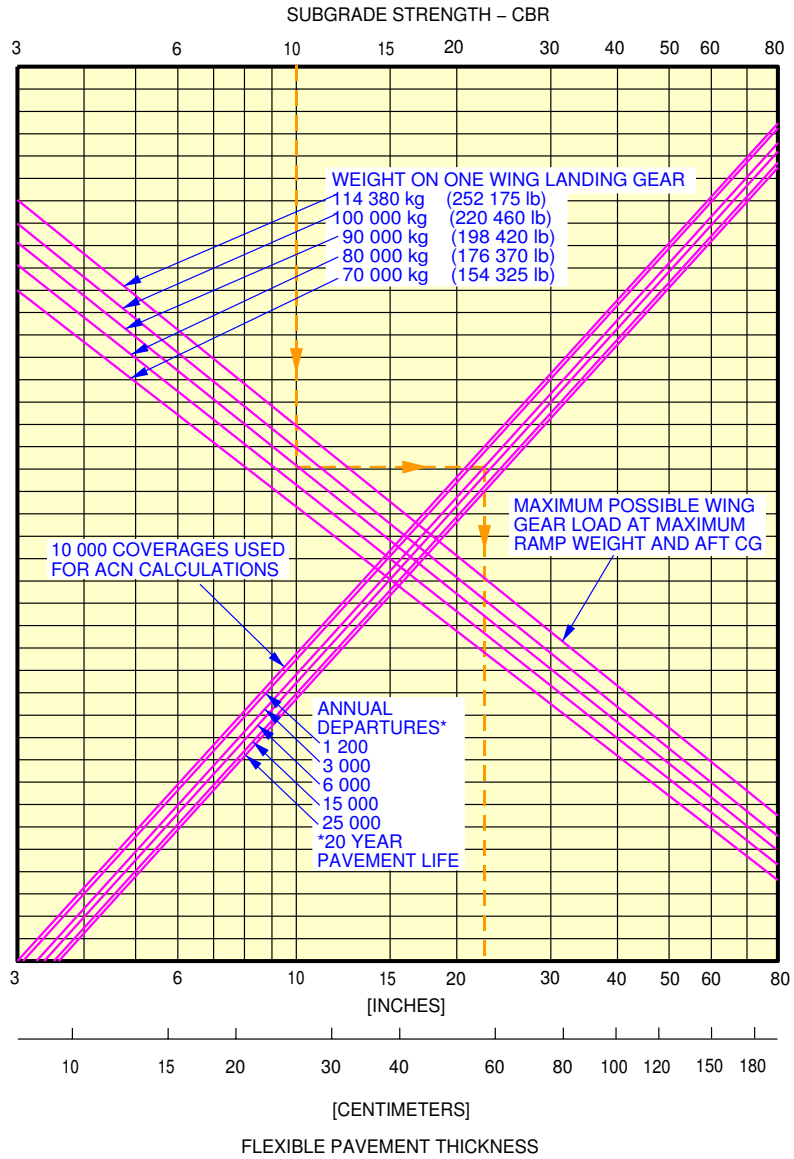 SUBGRADE STRENGTH – CBR
3 6 10 15 20 30 40 50 60 80
WEIGHT ON ONE WING LANDING GEAR
114 380 kg (252 175 lb)
100 000 kg (220 460 lb)
90 000 kg (198 420 lb)
80 000 kg (176 370 lb)
70 000 kg (154 325 lb)
MAXIMUM POSSIBLE WING
GEAR LOAD AT MAXIMUM
RAMP WEIGHT AND AFT CG
10 000 COVERAGES USED
FOR ACN CALCULATIONS
ANNUAL
DEPARTURES*
1 200
3 000
6 000
15 000
25 000
*20 YEAR
PAVEMENT LIFE
3 6 10 15 20 30 40 50 60 80
[INCHES]
10 15 20 30 40 60 80 100 120 150 180
[CENTIMETERS]
FLEXIBLE PAVEMENT THICKNESS